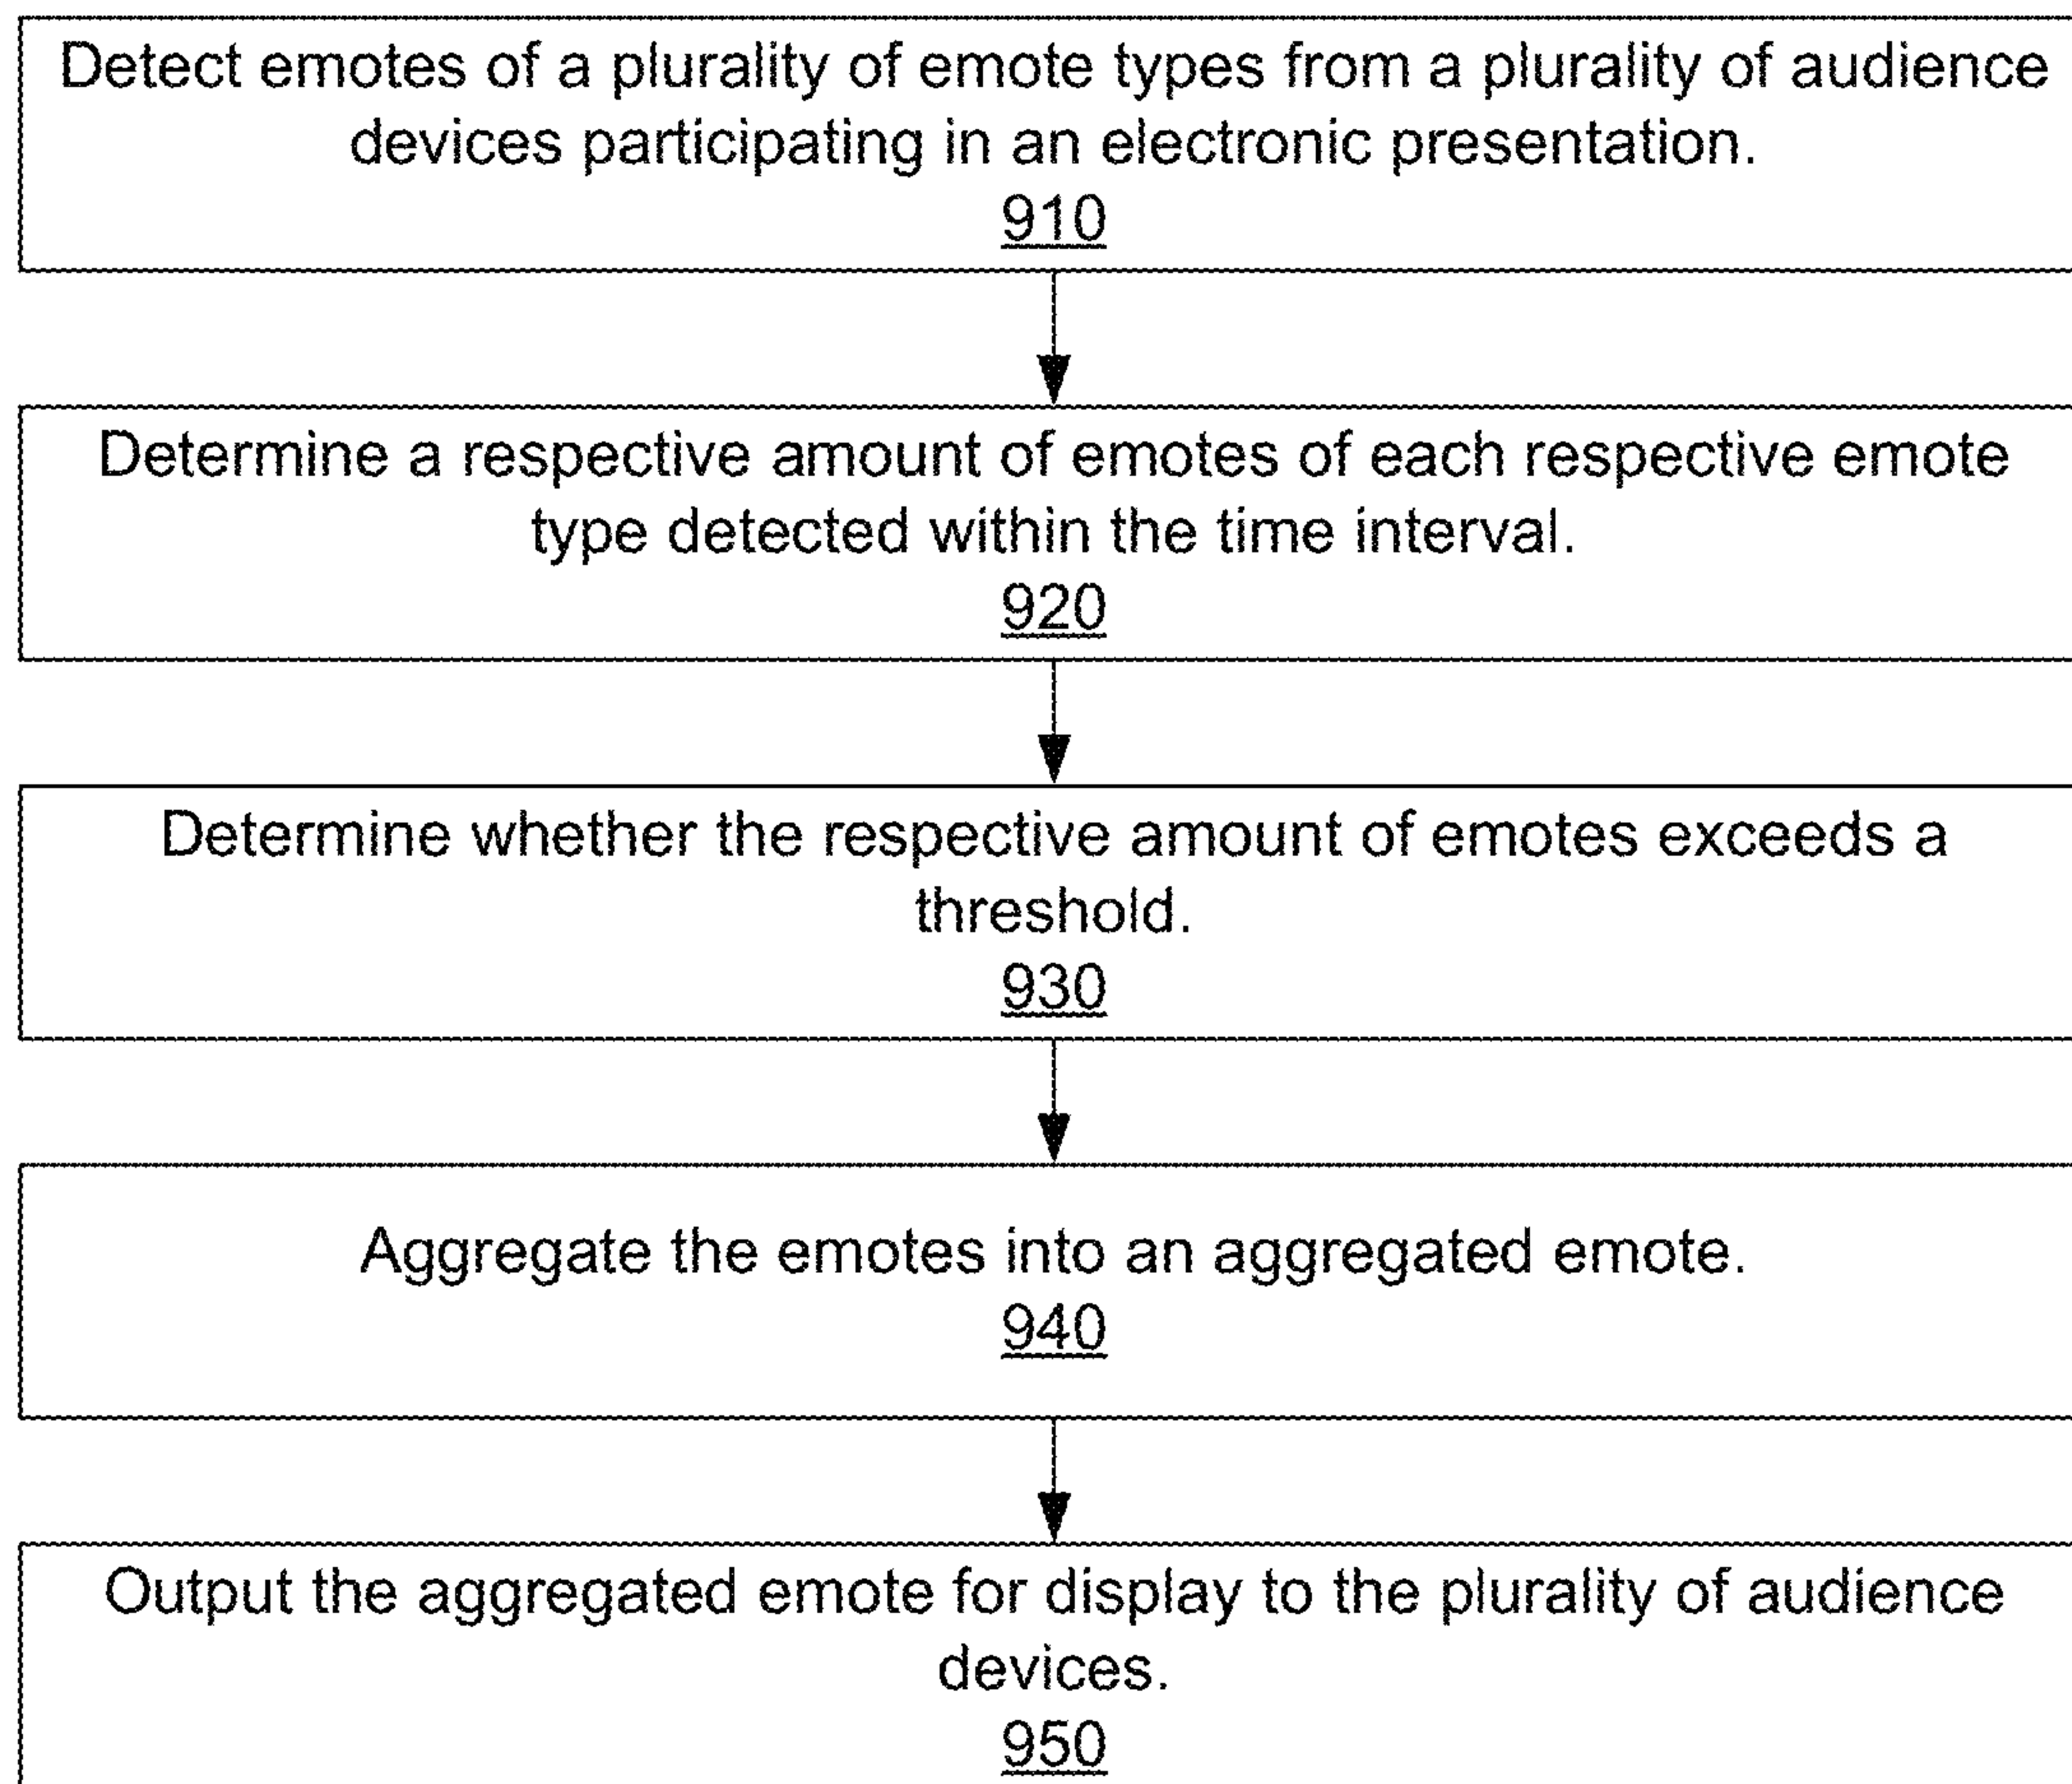 Detect emotes of a plurality of emote types from a plurality of audience
devices participating in an electronic presentation.
910
Determine a respective amount of emotes of each respective emote
type detected within the time interval.
920
Determine whether the respective amount of emotes exceeds a
threshold.
930
Aggregate the emotes into an aggregated emote.
940
Output the aggregated emote for display to the plurality of audience
devices.
950